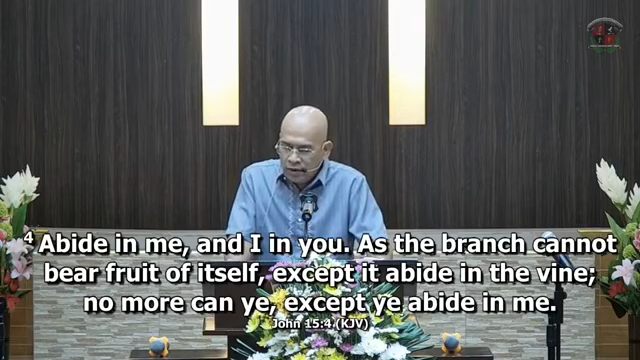 4 Abide in me, and I in you. As the branch cannot
bear fruit of itself, except it abide in the vine;
no more can ye, except ye abide in me.
John 15:4 (KJV)